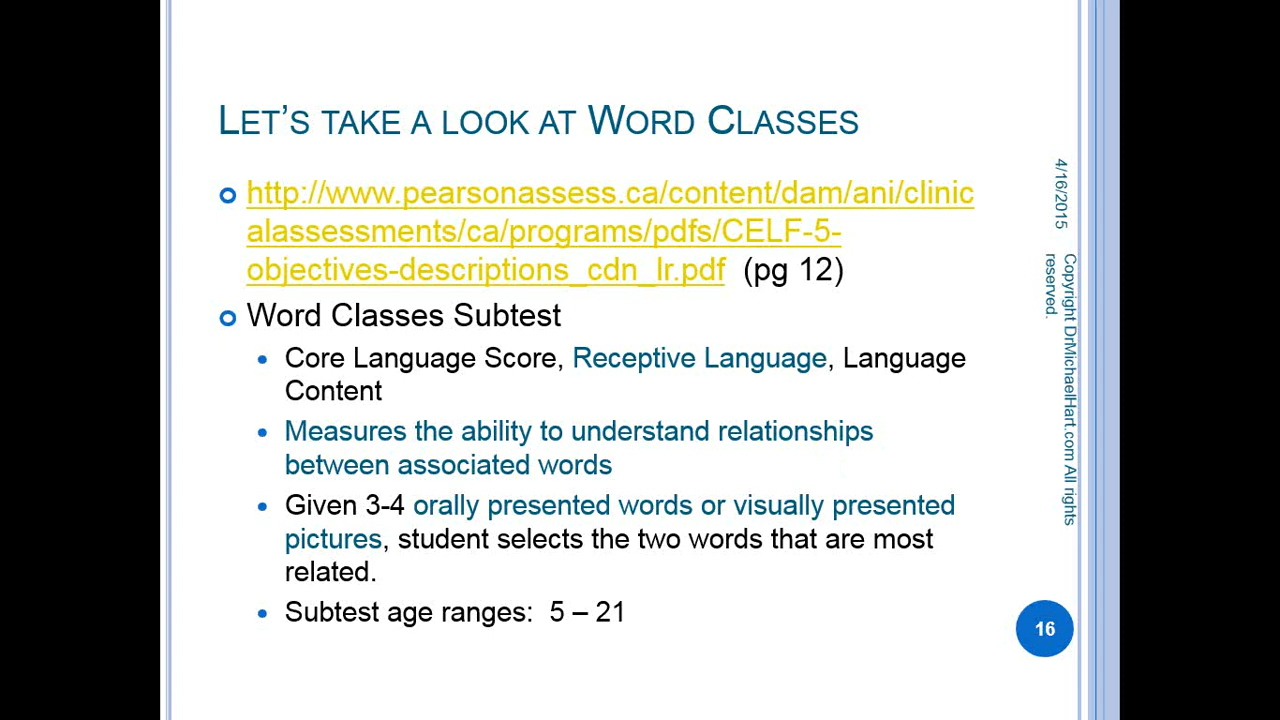 LET'S TAKE A LOOK AT WORD CLASSES
http://www.pearsonassess.ca/content/dam/ani/clinic
alassessments/ca/programs/pdfs/CELF-5-
objectives-descriptions_cdn_lr.pdf (pg 12)
Word Classes Subtest
Core Language Score, Receptive Language, Language
Content
Measures the ability to understand relationships
between associated words
Given 3-4 orally presented words or visually presented
pictures, student selects the two words that are most
related.
Subtest age ranges: 5 – 21
4/16/2015
Copyright DrMichaelHart.com All rights
reserved.
16